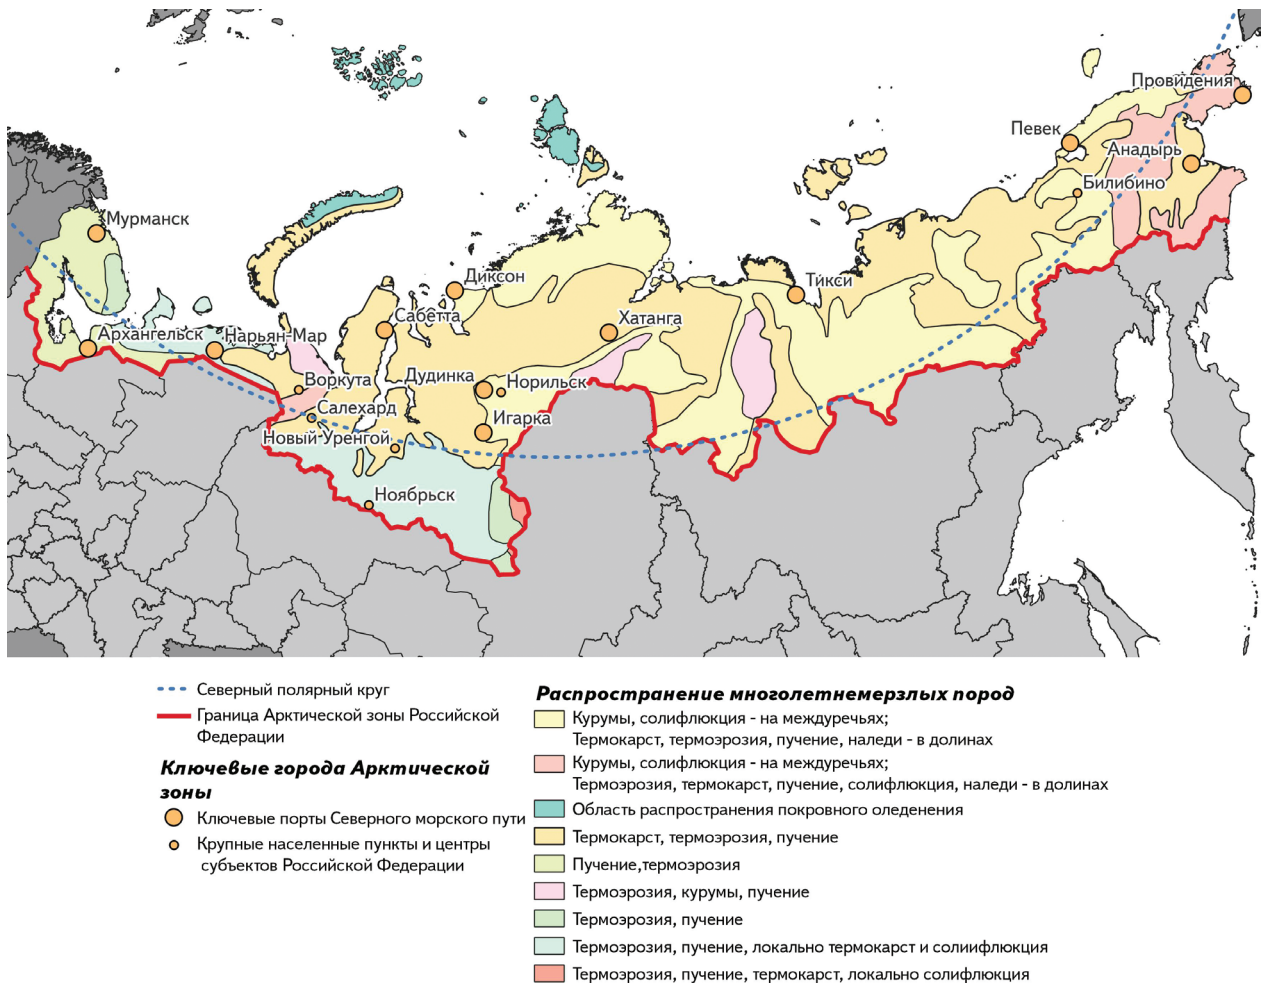 Провидения
Певек
Анадырь
Билибино
Мурманск
Диксон
Тикси
Сабетта
Хатанга
Архангельск
Нарьян-Мар
Воркута
Дудинка
Норильск
Салехард
Игарка
Новый Уренгой
Ноябрьск
Северный полярный круг
Граница Арктической зоны Российской
Федерации
Ключевые города Арктической
зоны
Ключевые порты Северного морского пути
Крупные населенные пункты и центры
субъектов Российской Федерации
Распространение многолетнемерзлых пород
Курумы, солифлюкция - на междуречьях;
Термокарст, термоэрозия, пучение, наледи - в долинах
Курумы, солифлюкция - на междуречьях;
Термоэрозия, термокарст, пучение, солифлюкция, наледи - в долинах
Область распространения покровного оледенения
Термокарст, термоэрозия, пучение
Пучение,термоэрозия
Термоэрозия, курумы, пучение
Термоэрозия, пучение
Термоэрозия, пучение, локально термокарст и солиифлюкция
Термоэрозия, пучение, термокарст, локально солифлюкция